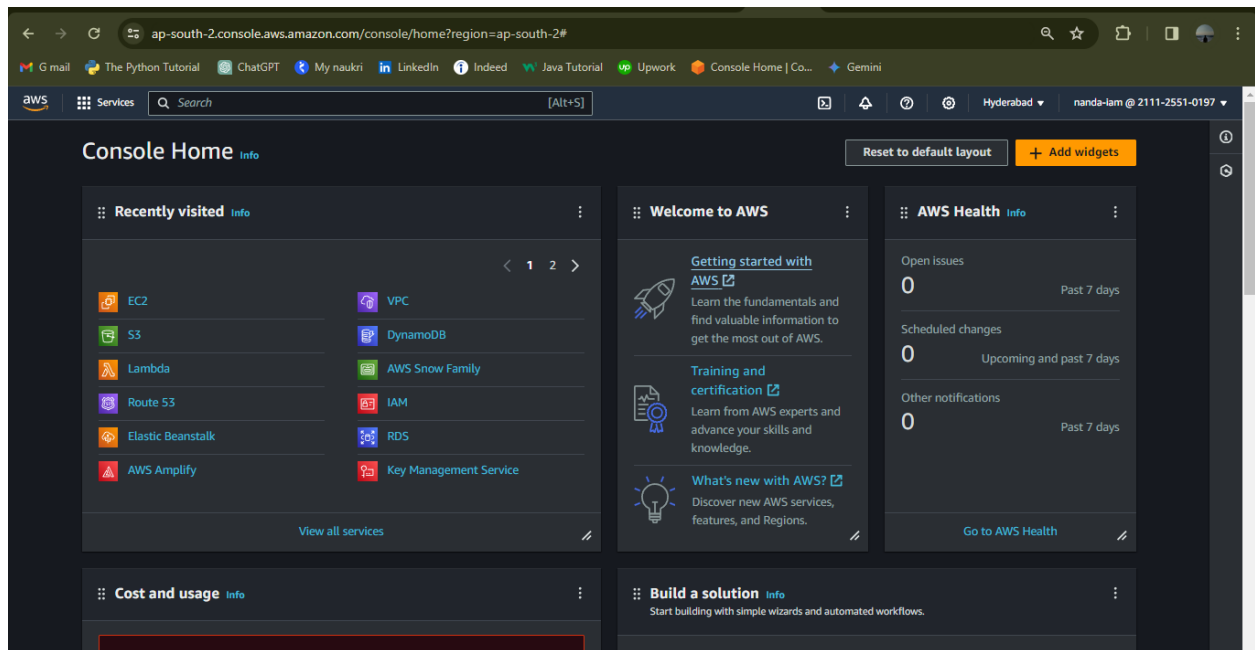 ap-south-2.console.aws.amazon.com/console/home?region=ap-south-2#
G mail The Python Tutorial ChatGPT My naukri LinkedIn Indeed Java Tutorial Upwork Console Home | Co... Gemini
aws Services Search [Alt+S] Hyderabad nanda-iam @ 2111-2551-0197
Console Home Info
Reset to default layout
+ Add widgets
Recently visited Info
1 2
EC2
S3
Lambda
Route 53
Elastic Beanstalk
AWS Amplify
VPC
DynamoDB
AWS Snow Family
IAM
RDS
Key Management Service
View all services
Welcome to AWS
Getting started with
AWS
Learn the fundamentals and
find valuable information to
get the most out of AWS.
Training and
certification
Learn from AWS experts and
advance your skills and
knowledge.
What's new with AWS?
Discover new AWS services,
features, and Regions.
AWS Health Info
Open issues
0 Past 7 days
Scheduled changes
0 Upcoming and past 7 days
Other notifications
0 Past 7 days
Go to AWS Health
Cost and usage Info
Build a solution Info
Start building with simple wizards and automated workflows.